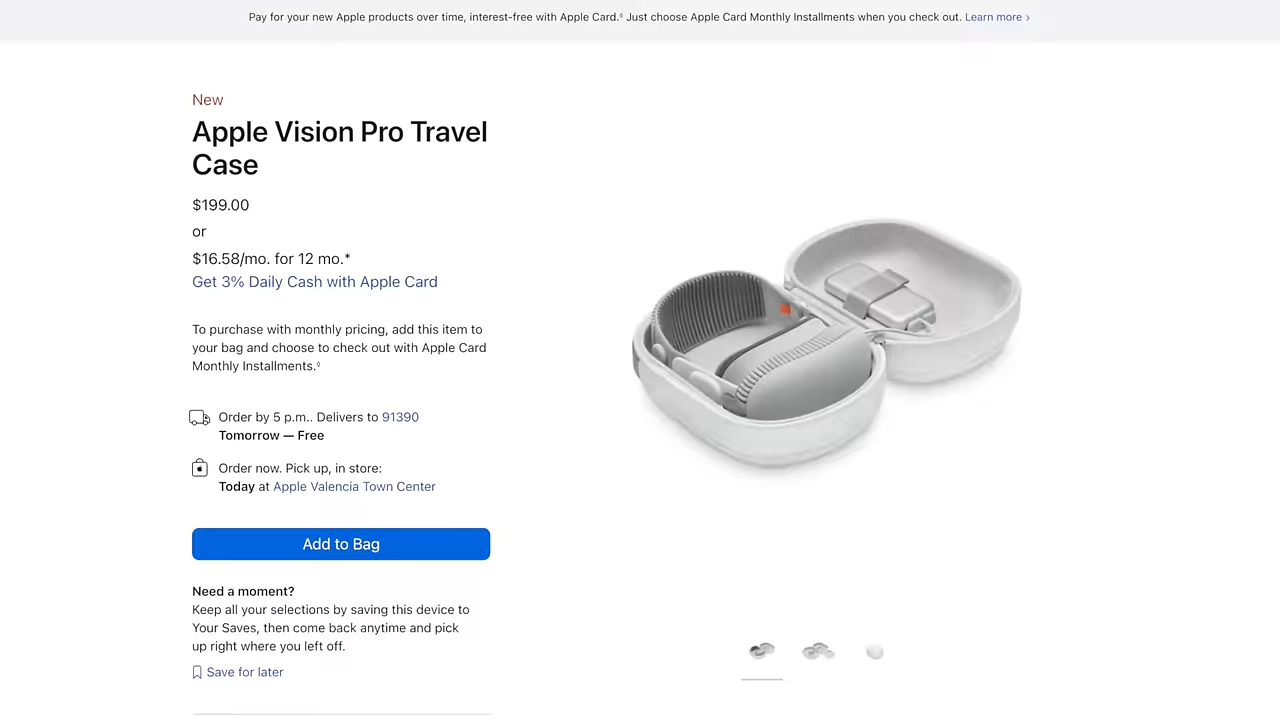 Pay for your new Apple products over time, interest-free with Apple Card.◊ Just choose Apple Card Monthly Installments when you check out. Learn more ›
New
Apple Vision Pro Travel
Case
$199.00
or
$16.58/mo. for 12 mo.*
Get 3% Daily Cash with Apple Card
To purchase with monthly pricing, add this item to
your bag and choose to check out with Apple Card
Monthly Installments.◊
Order by 5 p.m.. Delivers to 91390
Tomorrow — Free
Order now. Pick up, in store:
Today at Apple Valencia Town Center
Add to Bag
Need a moment?
Keep all your selections by saving this device to
Your Saves, then come back anytime and pick
up right where you left off.
Save for later